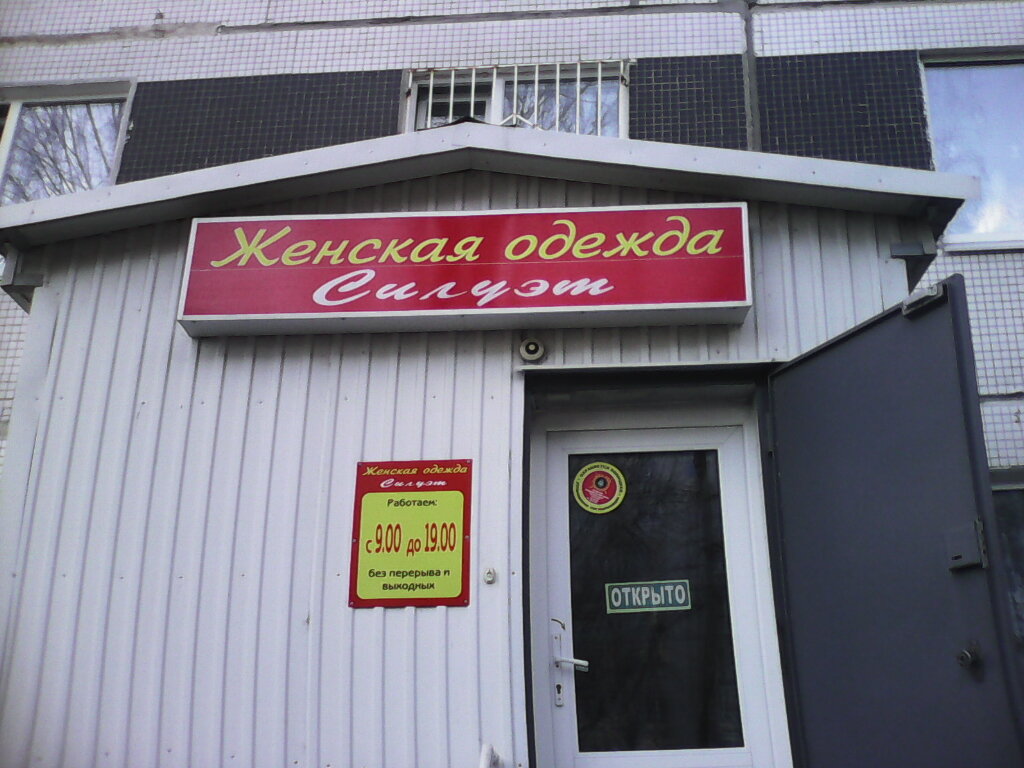 Женская одежда
Силуэт
Женская одежда
Силуэт
Работаем:
с 9.00 до 19.00
без перерыва и
выходных
ОТКРЫТО